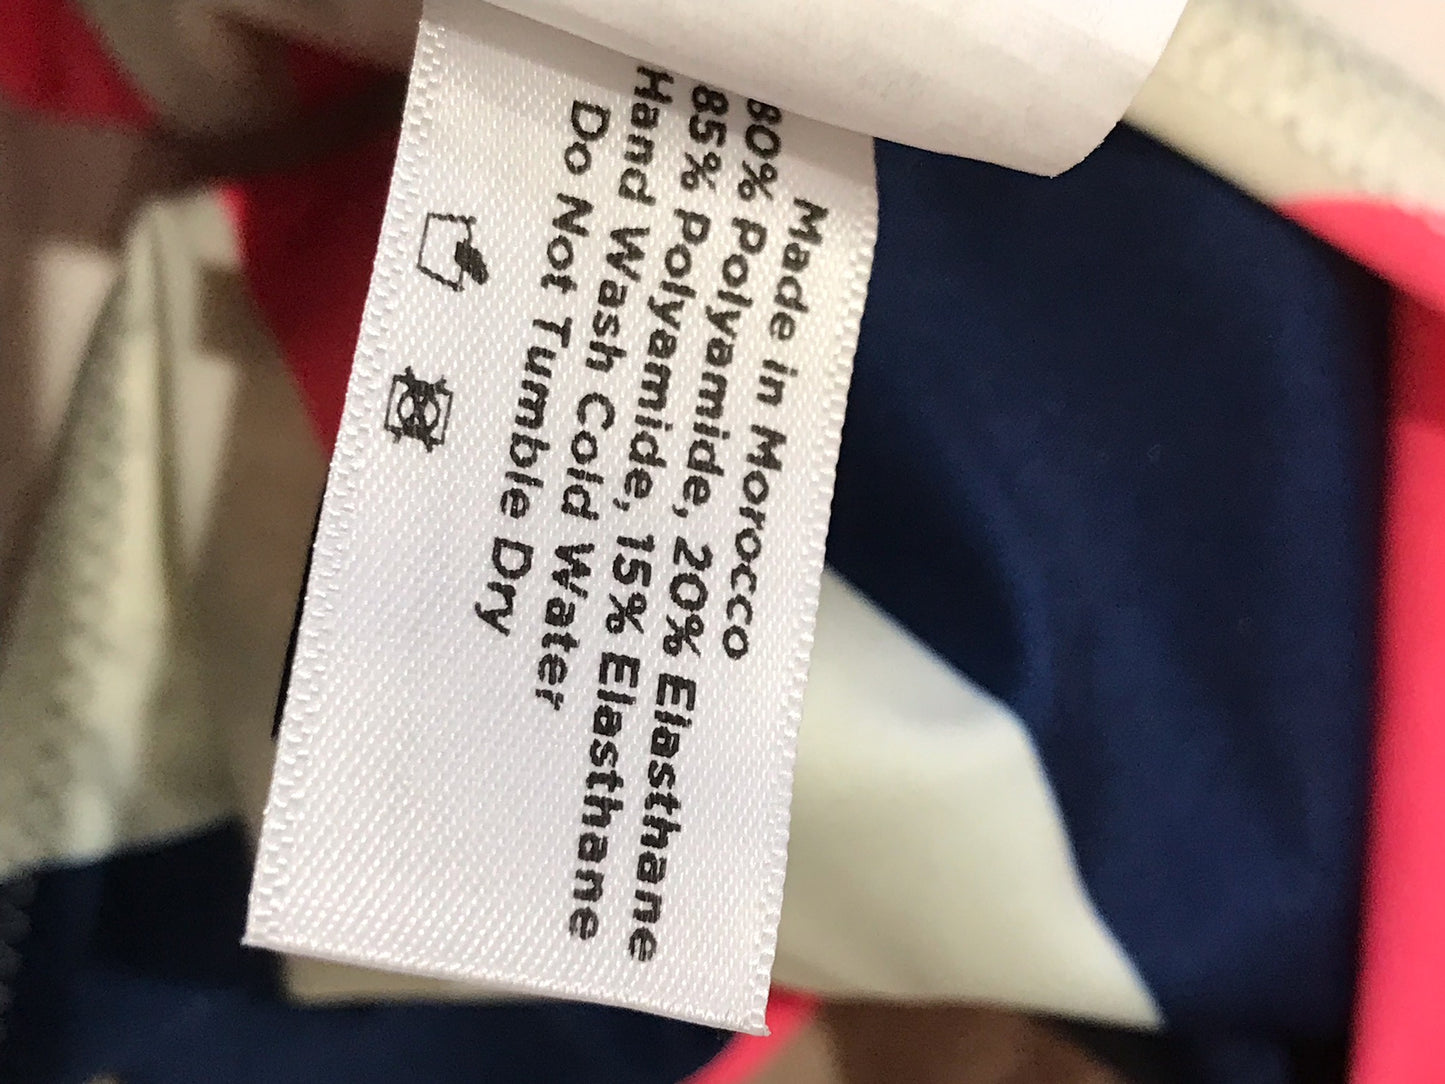 Made in Morocco
80% Polyamide, 20% Elasthane
85% Polyamide, 15% Elasthane
Hand Wash Cold Water
Do Not Tumble Dry